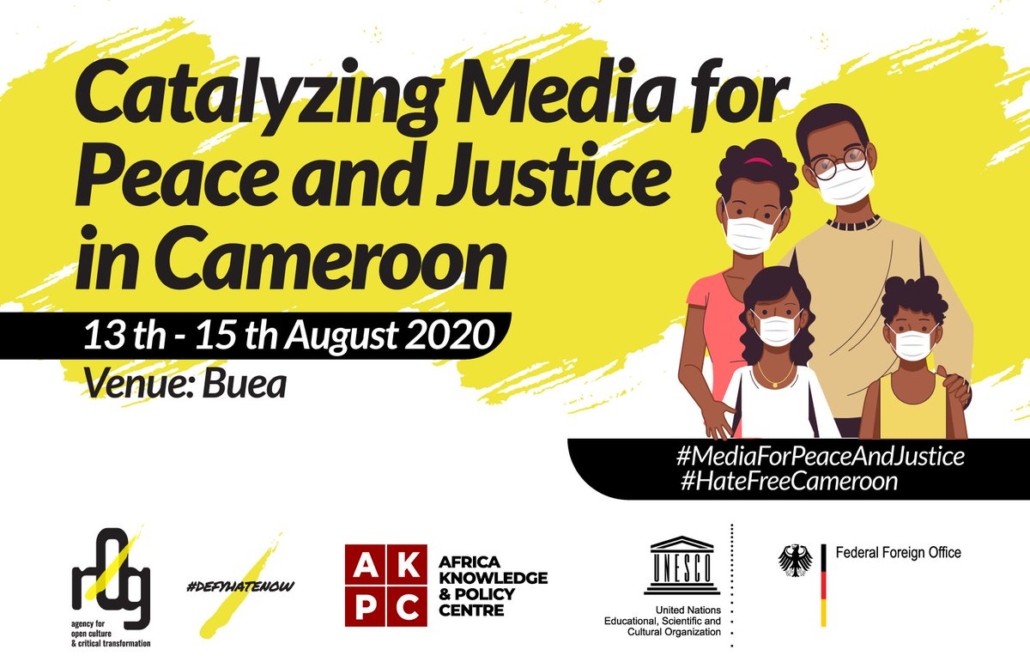 Catalyzing Media for
Peace and Justice
in Cameroon
13 th - 15 th August 2020
Venue: Buea
#MediaForPeaceAndJustice
#HateFreeCameroon
r0g
agency for
open culture
& critical transformation
#DEFYHATENOW
A K
P C
AFRICA
KNOWLEDGE
& POLICY
CENTRE
UNESCO
United Nations
Educational, Scientific and
Cultural Organization
Federal Foreign Office